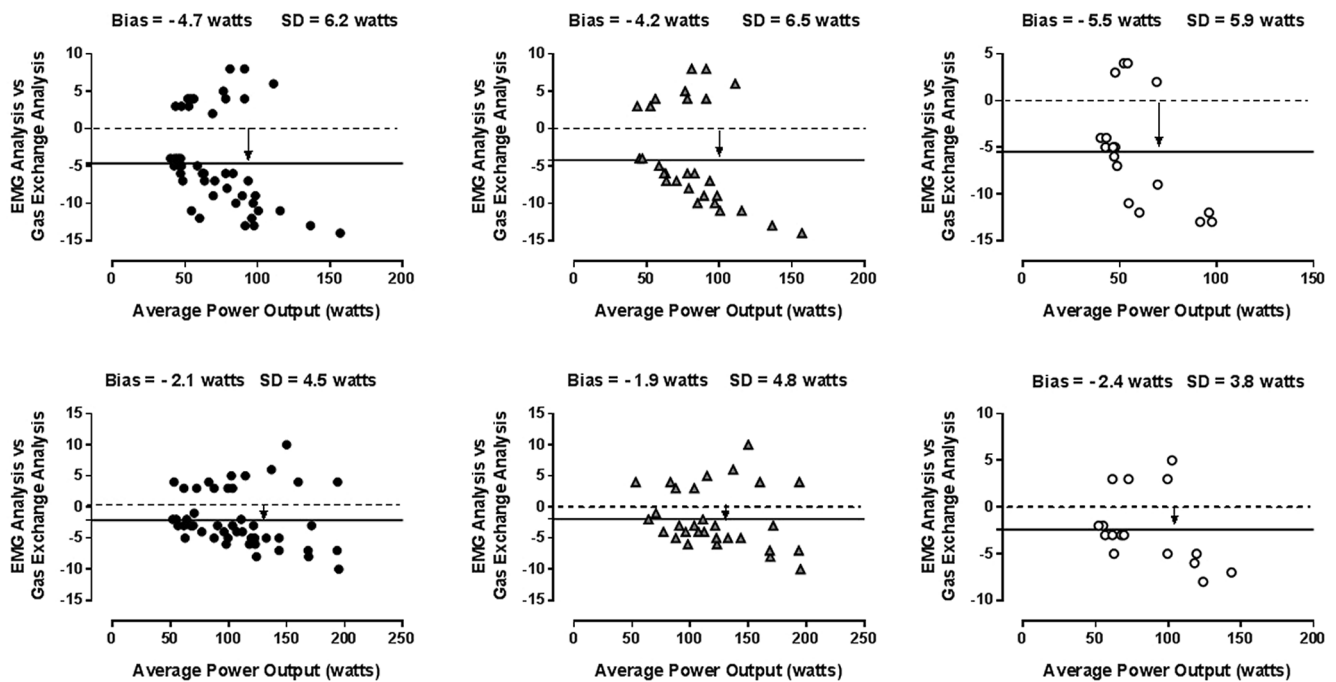 Bias = - 4.7 watts SD = 6.2 watts
EMG Analysis vs
Gas Exchange Analysis
10
5
0
-5
-10
-15
0 50 100 150 200
Average Power Output (watts)
Bias = - 4.2 watts SD = 6.5 watts
EMG Analysis vs
Gas Exchange Analysis
10
5
0
-5
-10
-15
0 50 100 150 200
Average Power Output (watts)
Bias = - 5.5 watts SD = 5.9 watts
EMG Analysis vs
Gas Exchange Analysis
5
0
-5
-10
-15
0 50 100 150
Average Power Output (watts)
Bias = - 2.1 watts SD = 4.5 watts
EMG Analysis vs
Gas Exchange Analysis
15
10
5
0
-5
-10
-15
0 50 100 150 200 250
Average Power Output (watts)
Bias = - 1.9 watts SD = 4.8 watts
EMG Analysis vs
Gas Exchange Analysis
15
10
5
0
-5
-10
-15
0 50 100 150 200 250
Average Power Output (watts)
Bias = - 2.4 watts SD = 3.8 watts
EMG Analysis vs
Gas Exchange Analysis
10
5
0
-5
-10
0 50 100 150 200
Average Power Output (watts)